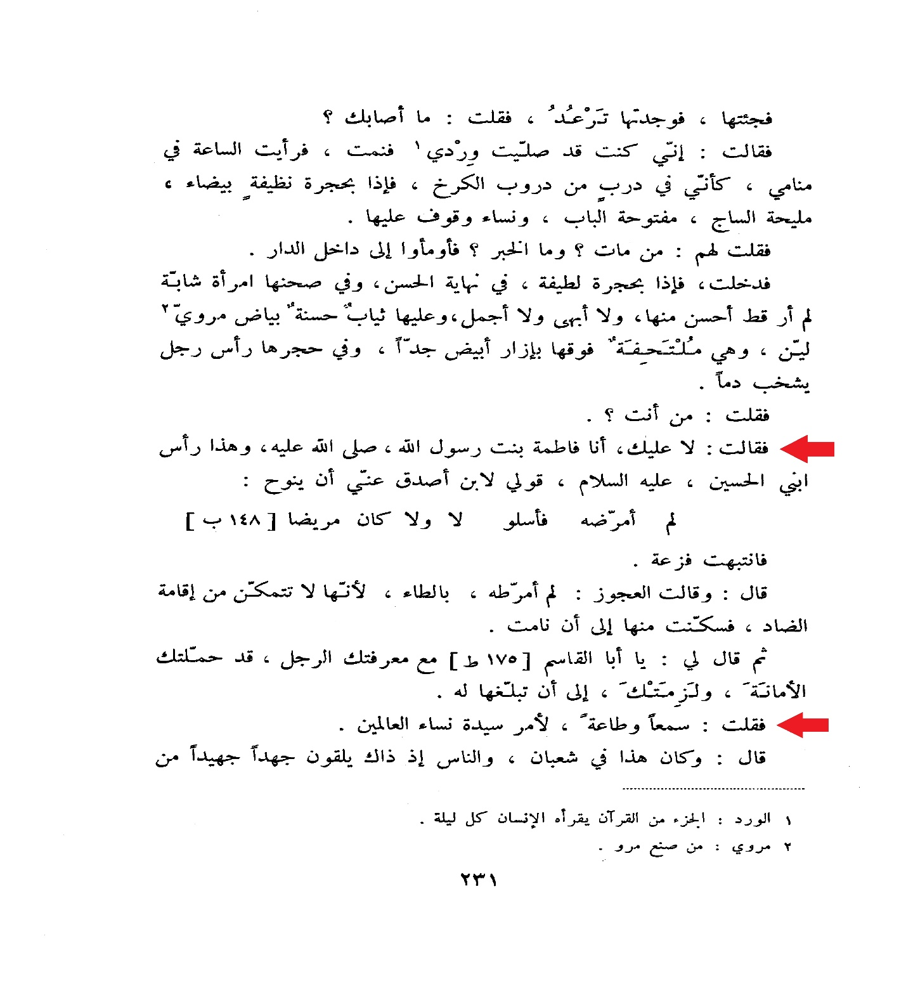 فجئتها ، فوجدتها تَرْعُدُ ، فقلت : ما أصابك ؟
فقالت : إنّي كنت قد صلّيت وِرْدي ١ فنمت ، فرأيت الساعة في
منامي ، كأنّي في دربٍ من دروب الكرخ ، فإذا بحجرة نظيفةٍ بيضاء ،
مليحة الساج ، مفتوحة الباب ، ونساء وقوف عليها .
فقلت لهم : من مات ؟ وما الخبر ؟ فأومأوا إلى داخل الدار .
فدخلت ، فإذا بحجرة لطيفة ، في نهاية الحسن ، وفي صحنها امرأة شابّة
لم أر قط أحسن منها ، ولا أبهى ولا أجمل ، وعليها ثيابٌ حسنةٌ بياض مرويّ ٢
ليّن ، وهي مُلْتَحِفَةٌ فوقها بإزار أبيض جدّاً ، وفي حجرها رأس رجل
يشخب دماً .
فقلت : من أنت ؟ .
فقالت : لا عليك ، أنا فاطمة بنت رسول الله ، صلى الله عليه ، وهذا رأس
ابني الحسين ، عليه السلام ، قولي لابن أصدق عنّي أن ينوح :
لم أمرّضه فأسلو لا ولا كان مريضا [ ١٤٨ ب ]
فانتبهت فزعة .
قال : وقالت العجوز : لم أمرّطه ، بالطاء ، لأنّها لا تتمكّن من إقامة
الضاد ، فسكّنت منها إلى أن نامت .
ثم قال لي : يا أبا القاسم [ ١٧٥ ط ] مع معرفتك الرجل ، قد حمّلتك
الأمانَةَ ، ولَزِمَتْكَ ، إلى أن تبلّغها له .
فقلت : سمعاً وطاعةً ، لأمر سيدة نساء العالمين .
قال : وكان هذا في شعبان ، والناس إذ ذاك يلقون جهداً جهيداً من
١ الورد : الجزء من القرآن يقرأه الإنسان كل ليلة .
٢ مروي : من صنع مرو .
٢٣١